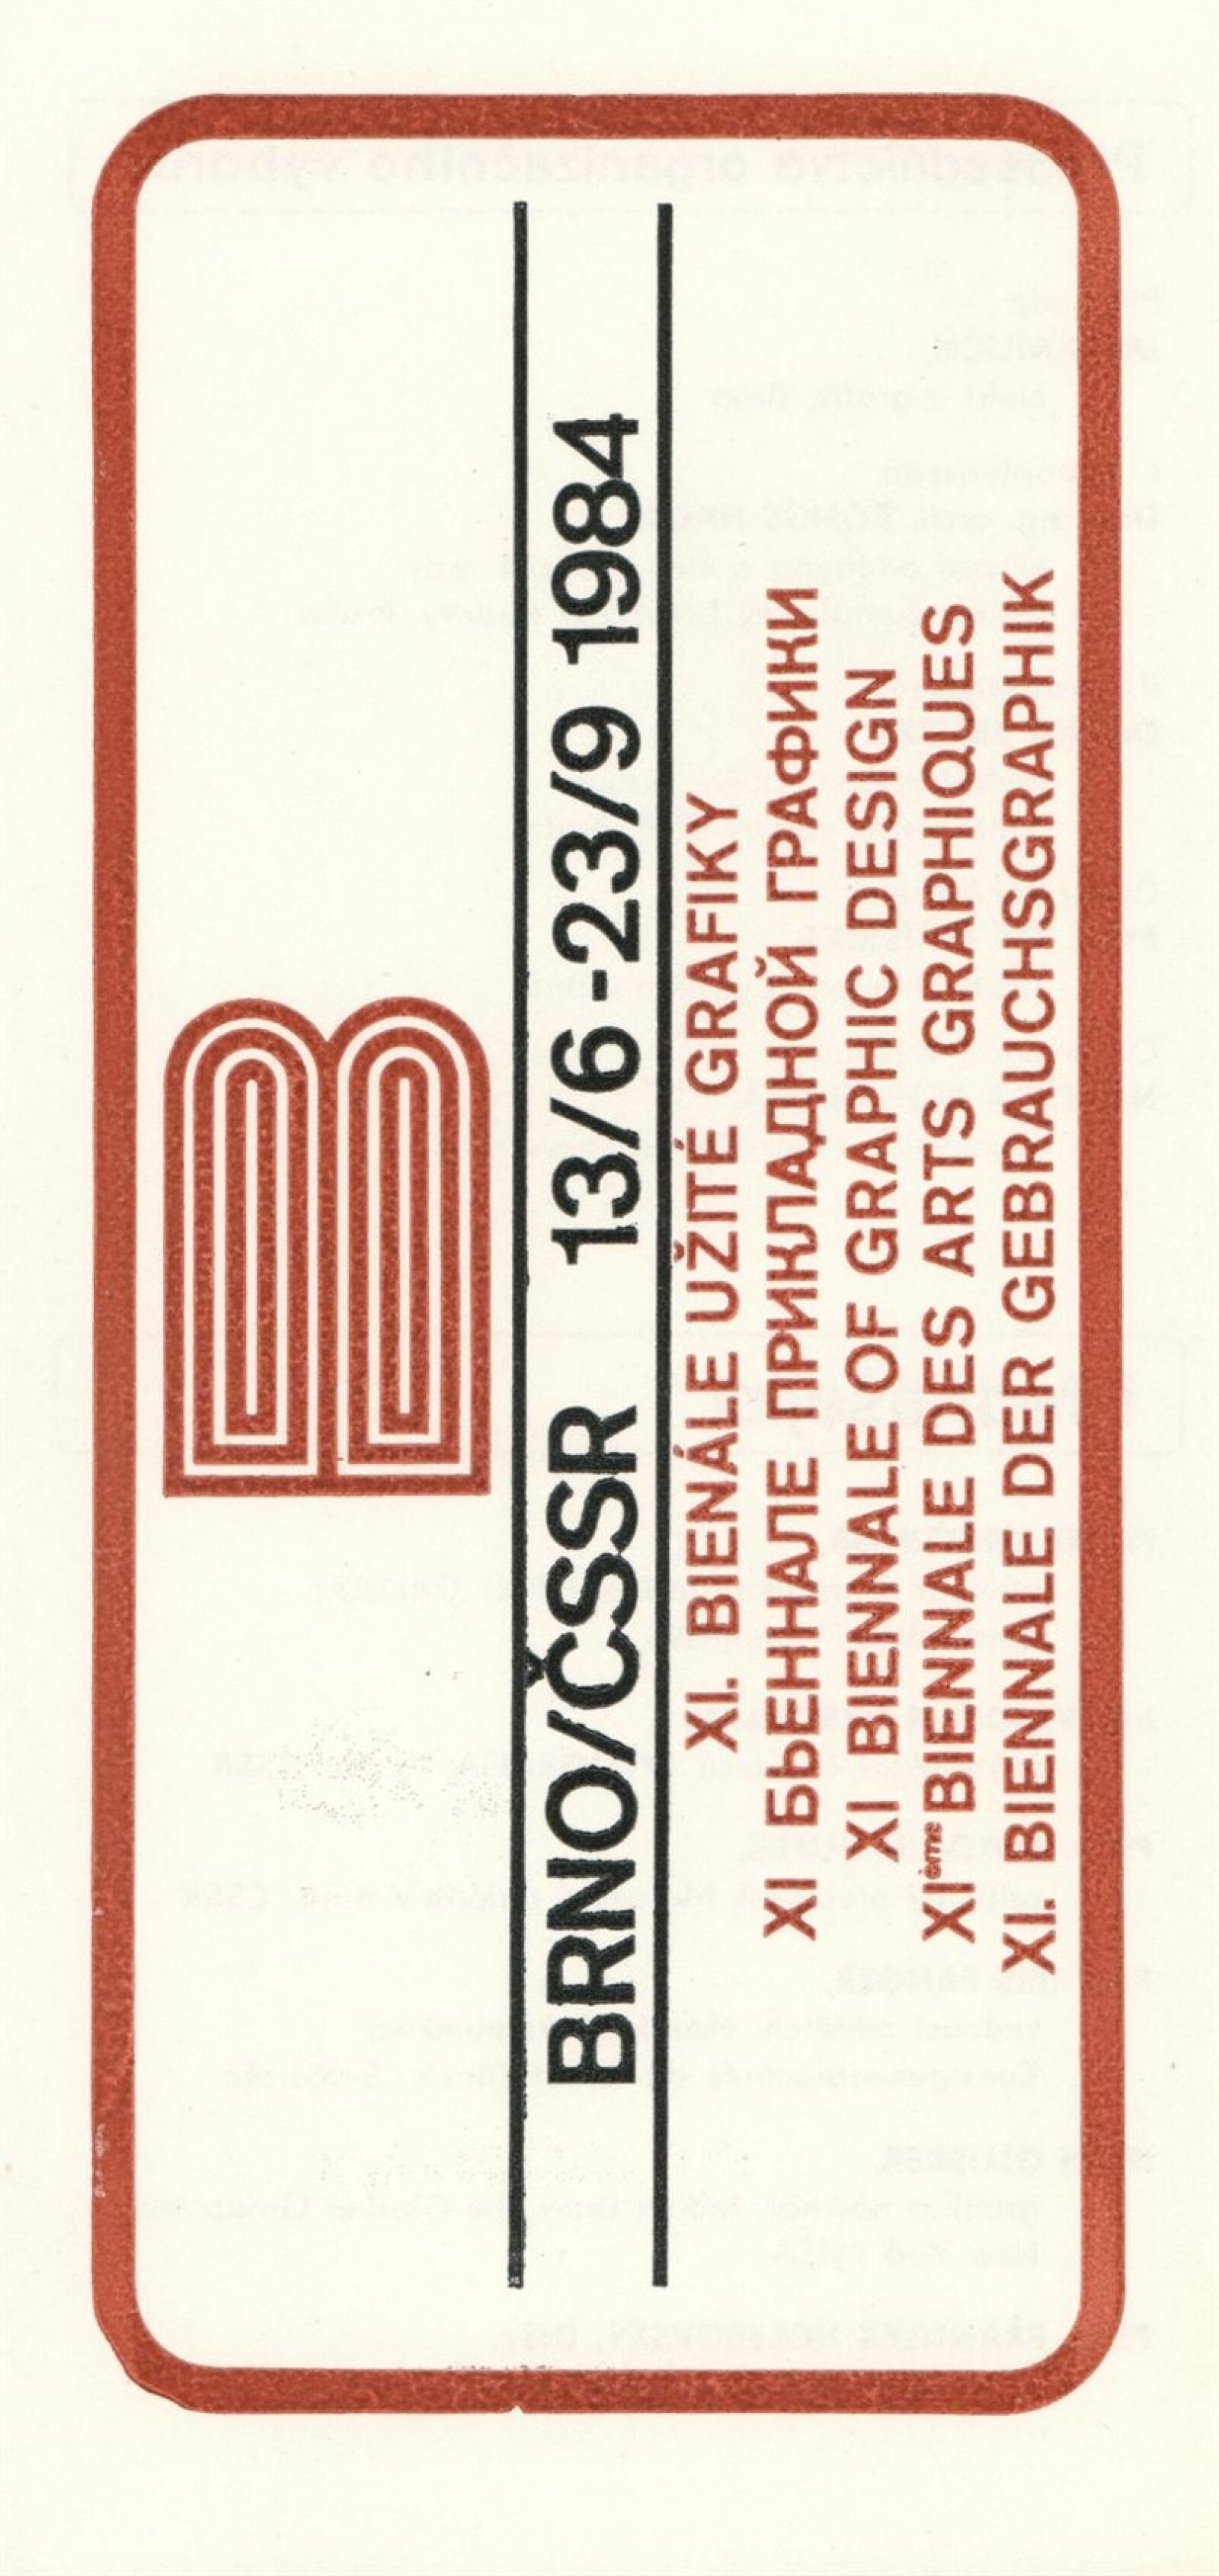 B
BRNO/ČSSR 13/6-23/9 1984
XI. BIENÁLE UŽITÉ GRAFIKY
XI БЬЕННАЛЕ ПРИКЛАДНОЙ ГРАФИКИ
XI BIENNALE OF GRAPHIC DESIGN
XIème BIENNALE DES ARTS GRAPHIQUES
XI. BIENNALE DER GEBRAUCHSGRAPHIK